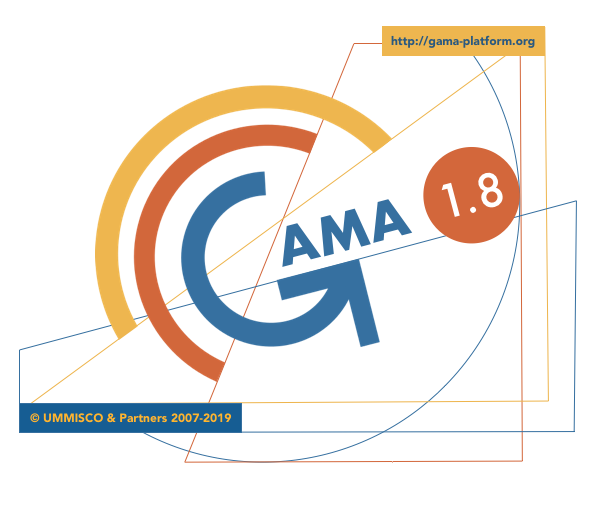 http://gama-platform.org
1.8
GAMA
© UMMISCO & Partners 2007-2019